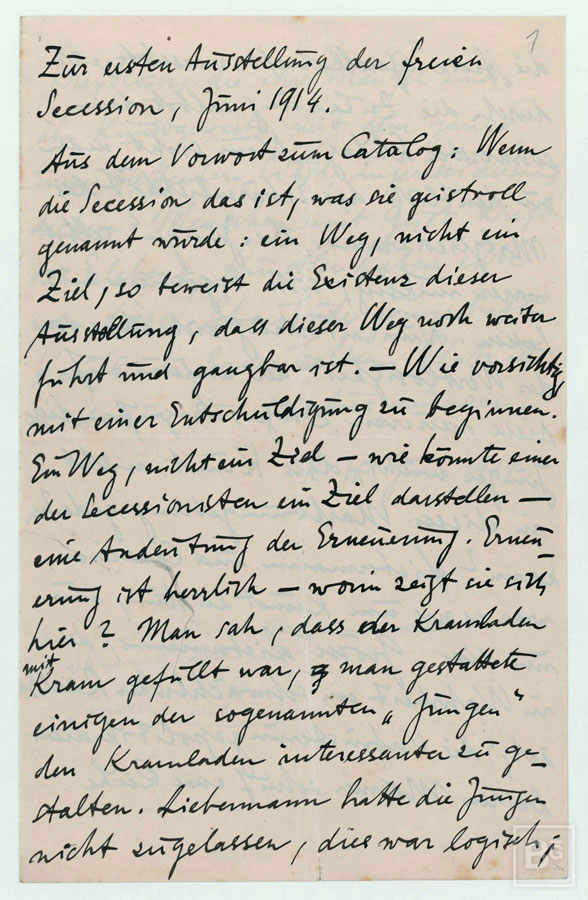 1
Zur ersten Ausstellung der freien
Secession, Juni 1914.
Aus dem Vorwort zum Catalog: Wenn
die Secession das ist, was sie geistvoll
genannt wurde: ein Weg, nicht ein
Ziel, so beweist die Existenz dieser
Ausstellung, dass dieser Weg noch weiter
führt und gangbar ist. — Wie vorsichtig
mit einer Entschuldigung zu beginnen.
Ein Weg, nicht ein Ziel — wie könnte einer
der Secessionisten ein Ziel darstellen —
eine Andeutung der Erneuerung. Erneu=
erung ist herrlich — worin zeigt sie sich
hier? Man sah, dass der Kramladen
mit
Kram gefüllt war, man gestattete
einigen der sogenannten „Jungen“
den Kramladen interessanter zu ge=
stalten. Liebermann hatte die Jungen
nicht zugelassen, dies war logisch;
BG